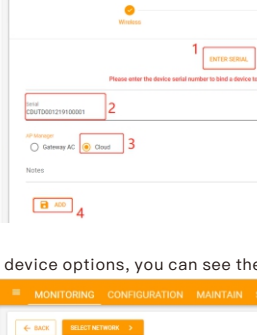 Wireless
1
ENTER SERIAL
Please enter the device serial number to bind a device to
Serial
CDUTD001219100001
2
AP Manager
Gateway AC
Cloud
3
Notes
ADD
4
device options, you can see the
MONITORING CONFIGURATION MAINTAIN
BACK
SELECT NETWORK